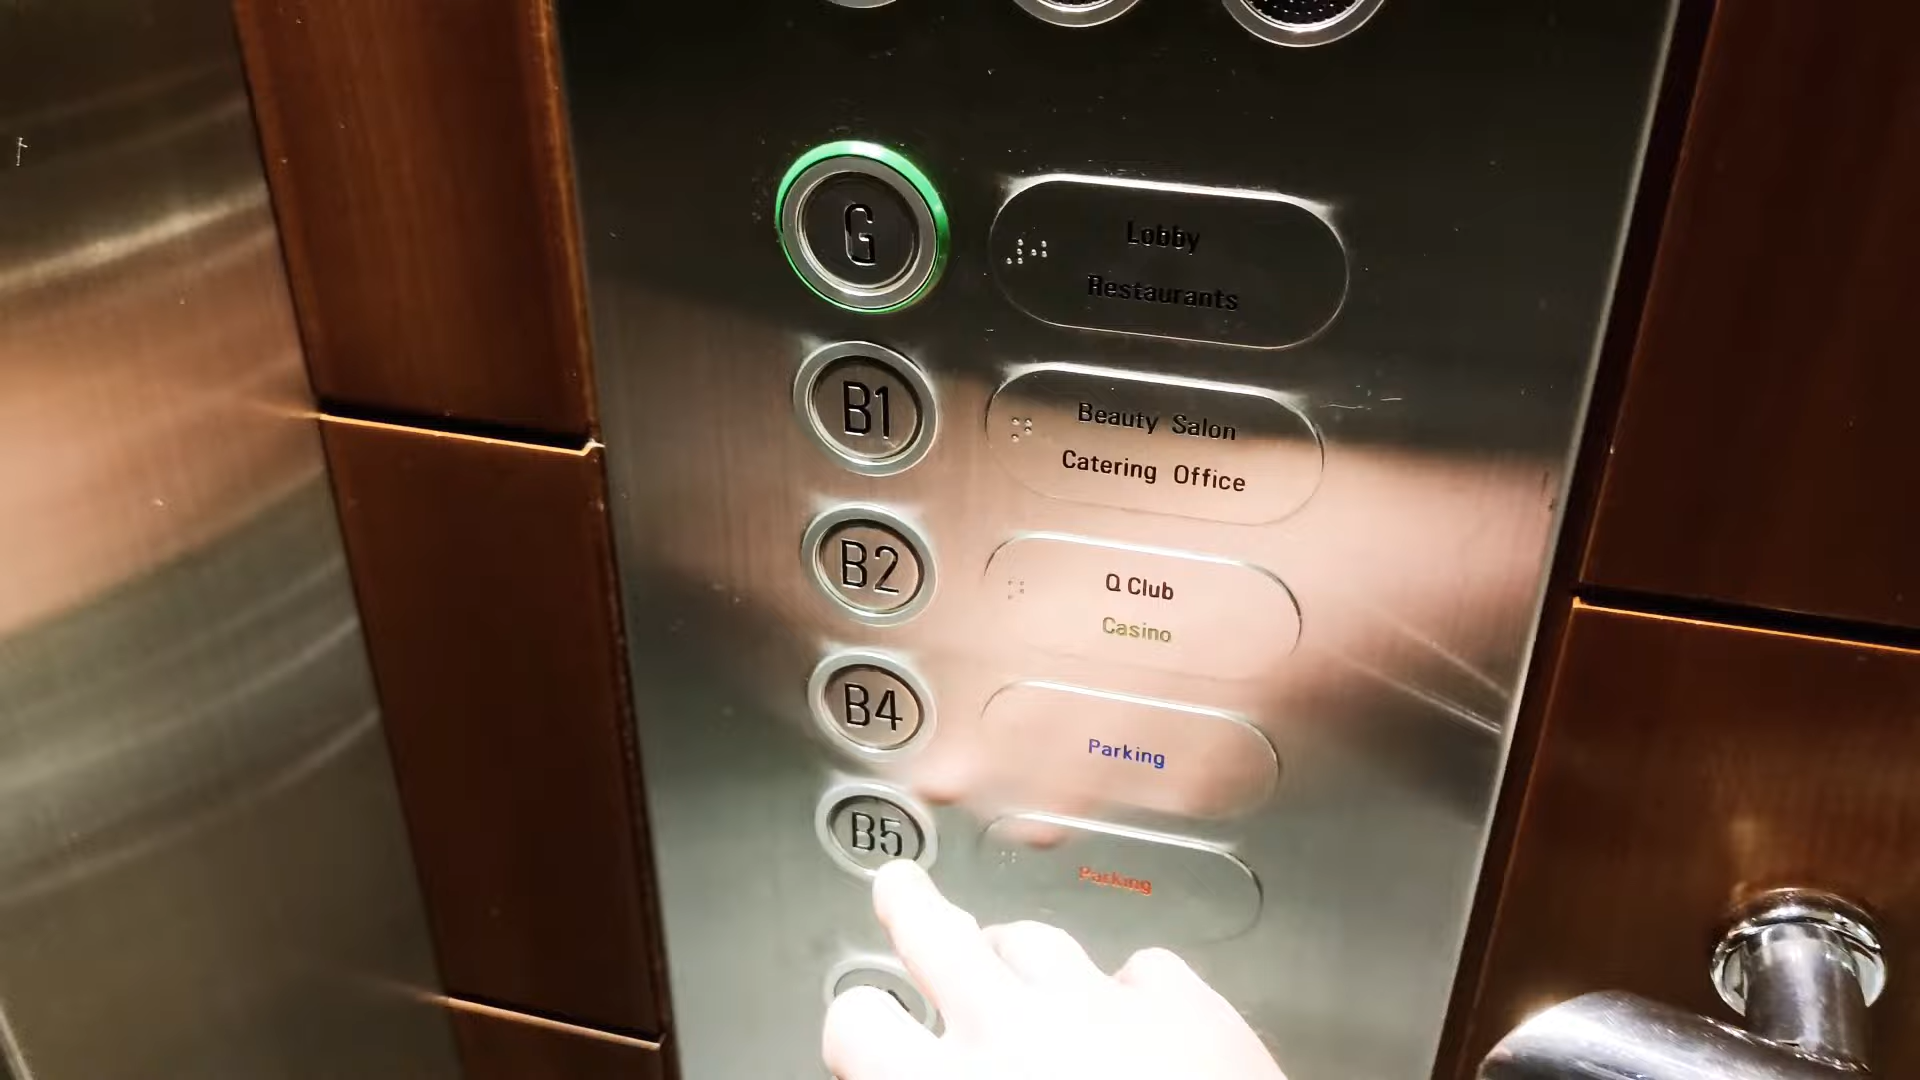 G
Lobby
Restaurants
B1
Beauty Salon
Catering Office
B2
Q Club
Casino
B4
Parking
B5
Parking